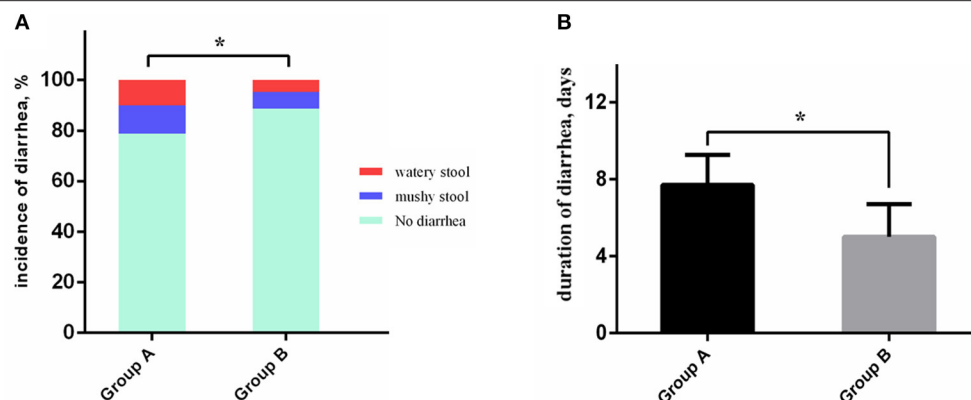 A
*
incidence of diarrhea, %
100
80
60
40
20
0
Group A
Group B
watery stool
mushy stool
No diarrhea
B
*
duration of diarrhea, days
12
8
4
0
Group A
Group B